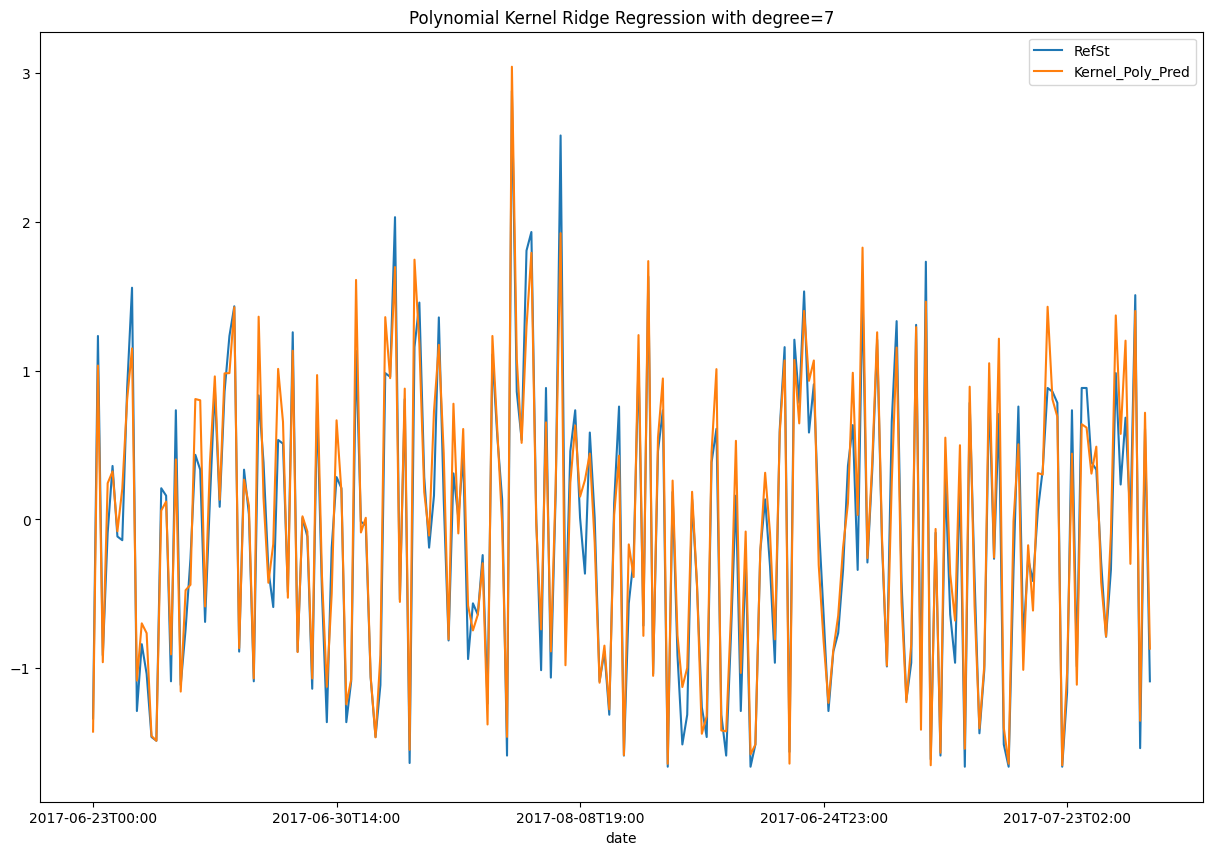 Polynomial Kernel Ridge Regression with degree=7
RefSt
Kernel_Poly_Pred
3
2
1
0
−1
2017-06-23T00:00
2017-06-30T14:00
2017-08-08T19:00
2017-06-24T23:00
2017-07-23T02:00
date